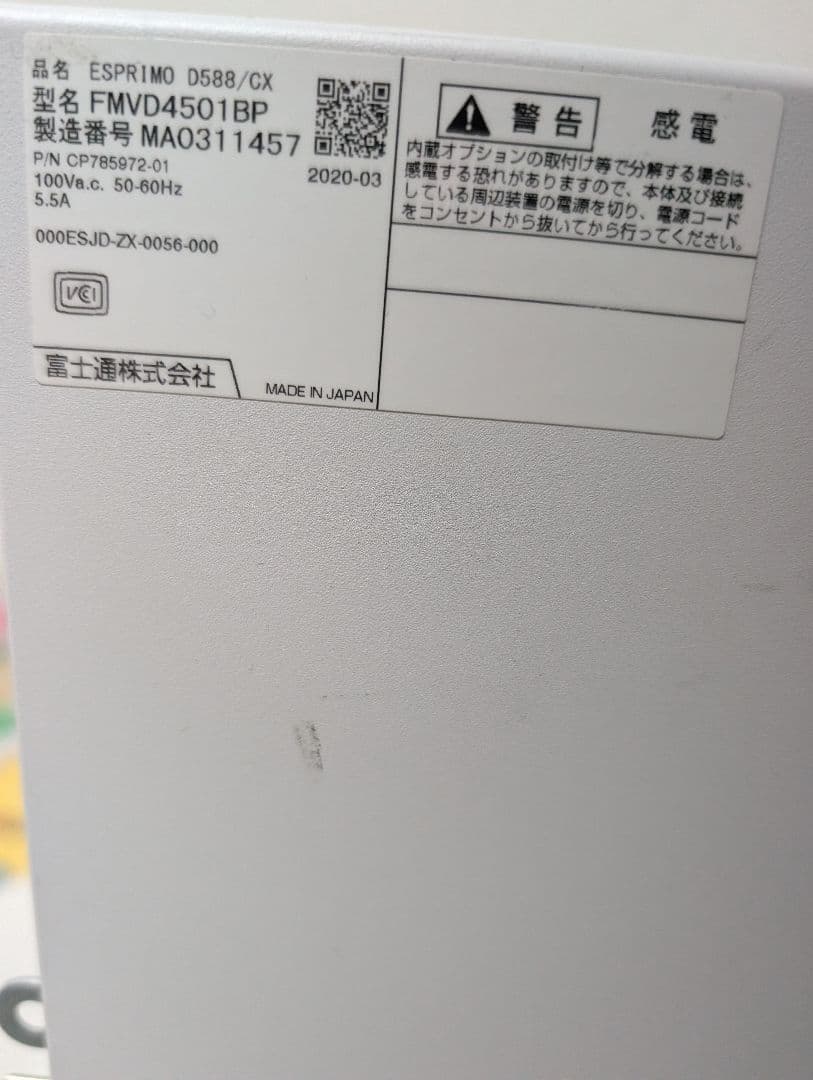 品名 ESPRIMO D588/CX
型名 FMVD4501BP
製造番号 MA0311457
P/N CP785972-01
2020-03
100Va.c. 50-60Hz
5.5A
000ESJD-ZX-0056-000
VCI
富士通株式会社
MADE IN JAPAN
警告 感電
内蔵オプションの取付け等で分解する場合は、
感電する恐れがありますので、本体及び接続
している周辺装置の電源を切り、電源コード
をコンセントから抜いてから行ってください。